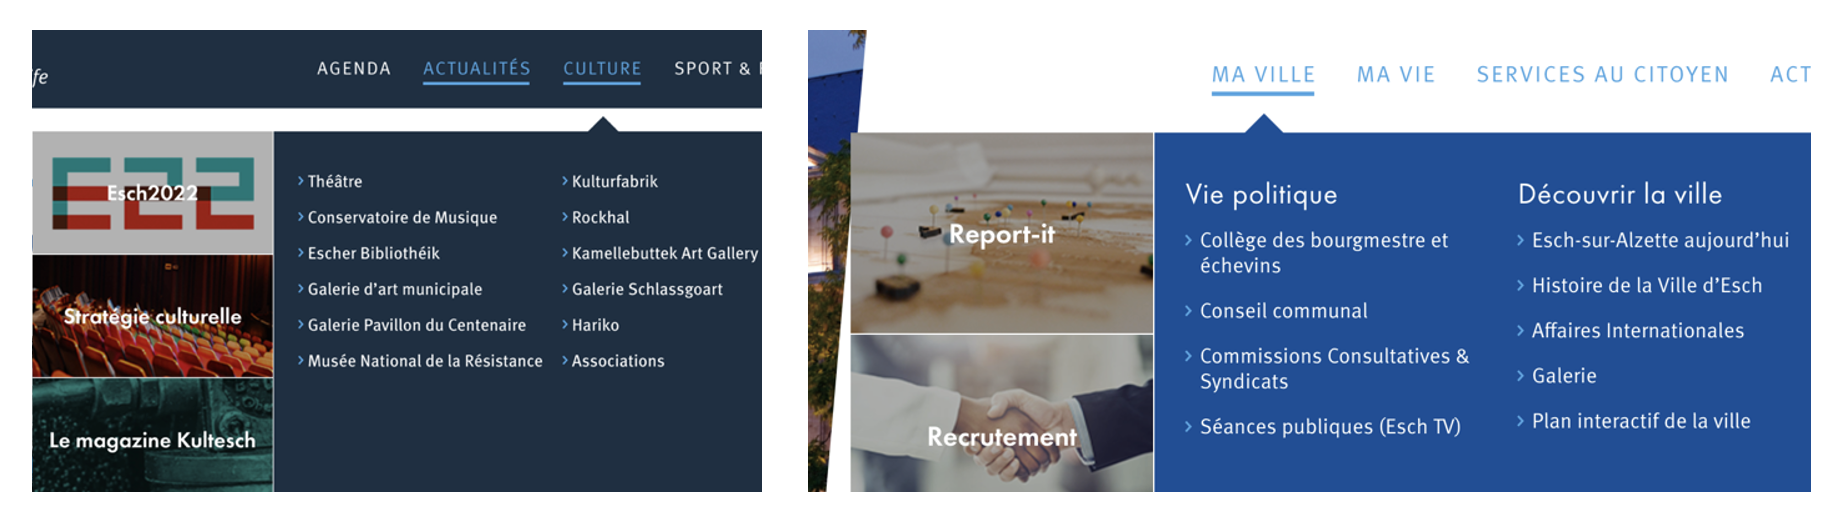 ife
AGENDA ACTUALITÉS CULTURE SPORT &
Esch2022
Stratégie culturelle
Le magazine Kultesch
› Théâtre
› Conservatoire de Musique
› Escher Bibliothéik
› Galerie d'art municipale
› Galerie Pavillon du Centenaire
› Musée National de la Résistance
› Kulturfabrik
› Rockhal
› Kamellebuttek Art Gallery
› Galerie Schlassgoart
› Hariko
› Associations
MA VILLE MA VIE SERVICES AU CITOYEN ACT
Report-it
Recrutement
Vie politique
› Collège des bourgmestre et
échevins
› Conseil communal
› Commissions Consultatives &
Syndicats
› Séances publiques (Esch TV)
Découvrir la ville
› Esch-sur-Alzette aujourd'hui
› Histoire de la Ville d'Esch
› Affaires Internationales
› Galerie
› Plan interactif de la ville